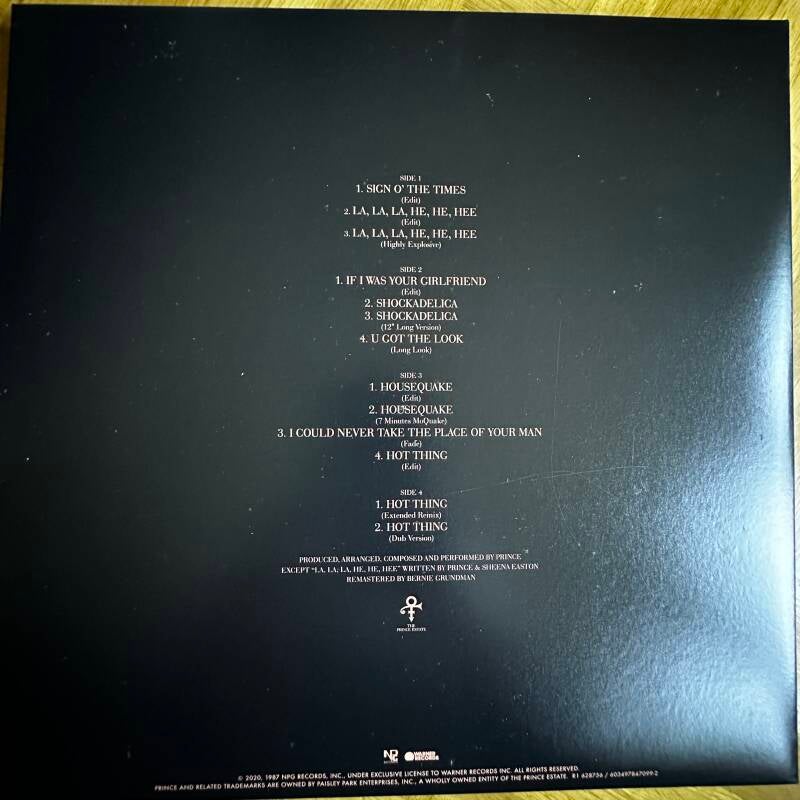 SIDE 1
1. SIGN O' THE TIMES
(Edit)
2. LA, LA, LA, HE, HE, HEE
(Edit)
3. LA, LA, LA, HE, HE, HEE
(Highly Explosive)
SIDE 2
1. IF I WAS YOUR GIRLFRIEND
(Edit)
2. SHOCKADELICA
3. SHOCKADELICA
(12" Long Version)
4. U GOT THE LOOK
(Long Look)
SIDE 3
1. HOUSEQUAKE
(Edit)
2. HOUSEQUAKE
(7 Minutes MoQuake)
3. I COULD NEVER TAKE THE PLACE OF YOUR MAN
(Fade)
4. HOT THING
(Edit)
SIDE 4
1. HOT THING
(Extended Remix)
2. HOT THING
(Dub Version)
PRODUCED, ARRANGED, COMPOSED AND PERFORMED BY PRINCE
EXCEPT "LA, LA, LA, HE, HE, HEE" WRITTEN BY PRINCE & SHEENA EASTON
REMASTERED BY BERNIE GRUNDMAN
THE
PRINCE ESTATE
WARNER
RECORDS
© 2020, 1987 NPG RECORDS, INC., UNDER EXCLUSIVE LICENSE TO WARNER RECORDS INC. ALL RIGHTS RESERVED.
PRINCE AND RELATED TRADEMARKS ARE OWNED BY PAISLEY PARK ENTERPRISES, INC., A WHOLLY OWNED ENTITY OF THE PRINCE ESTATE. R1 628756 / 603497847099-2